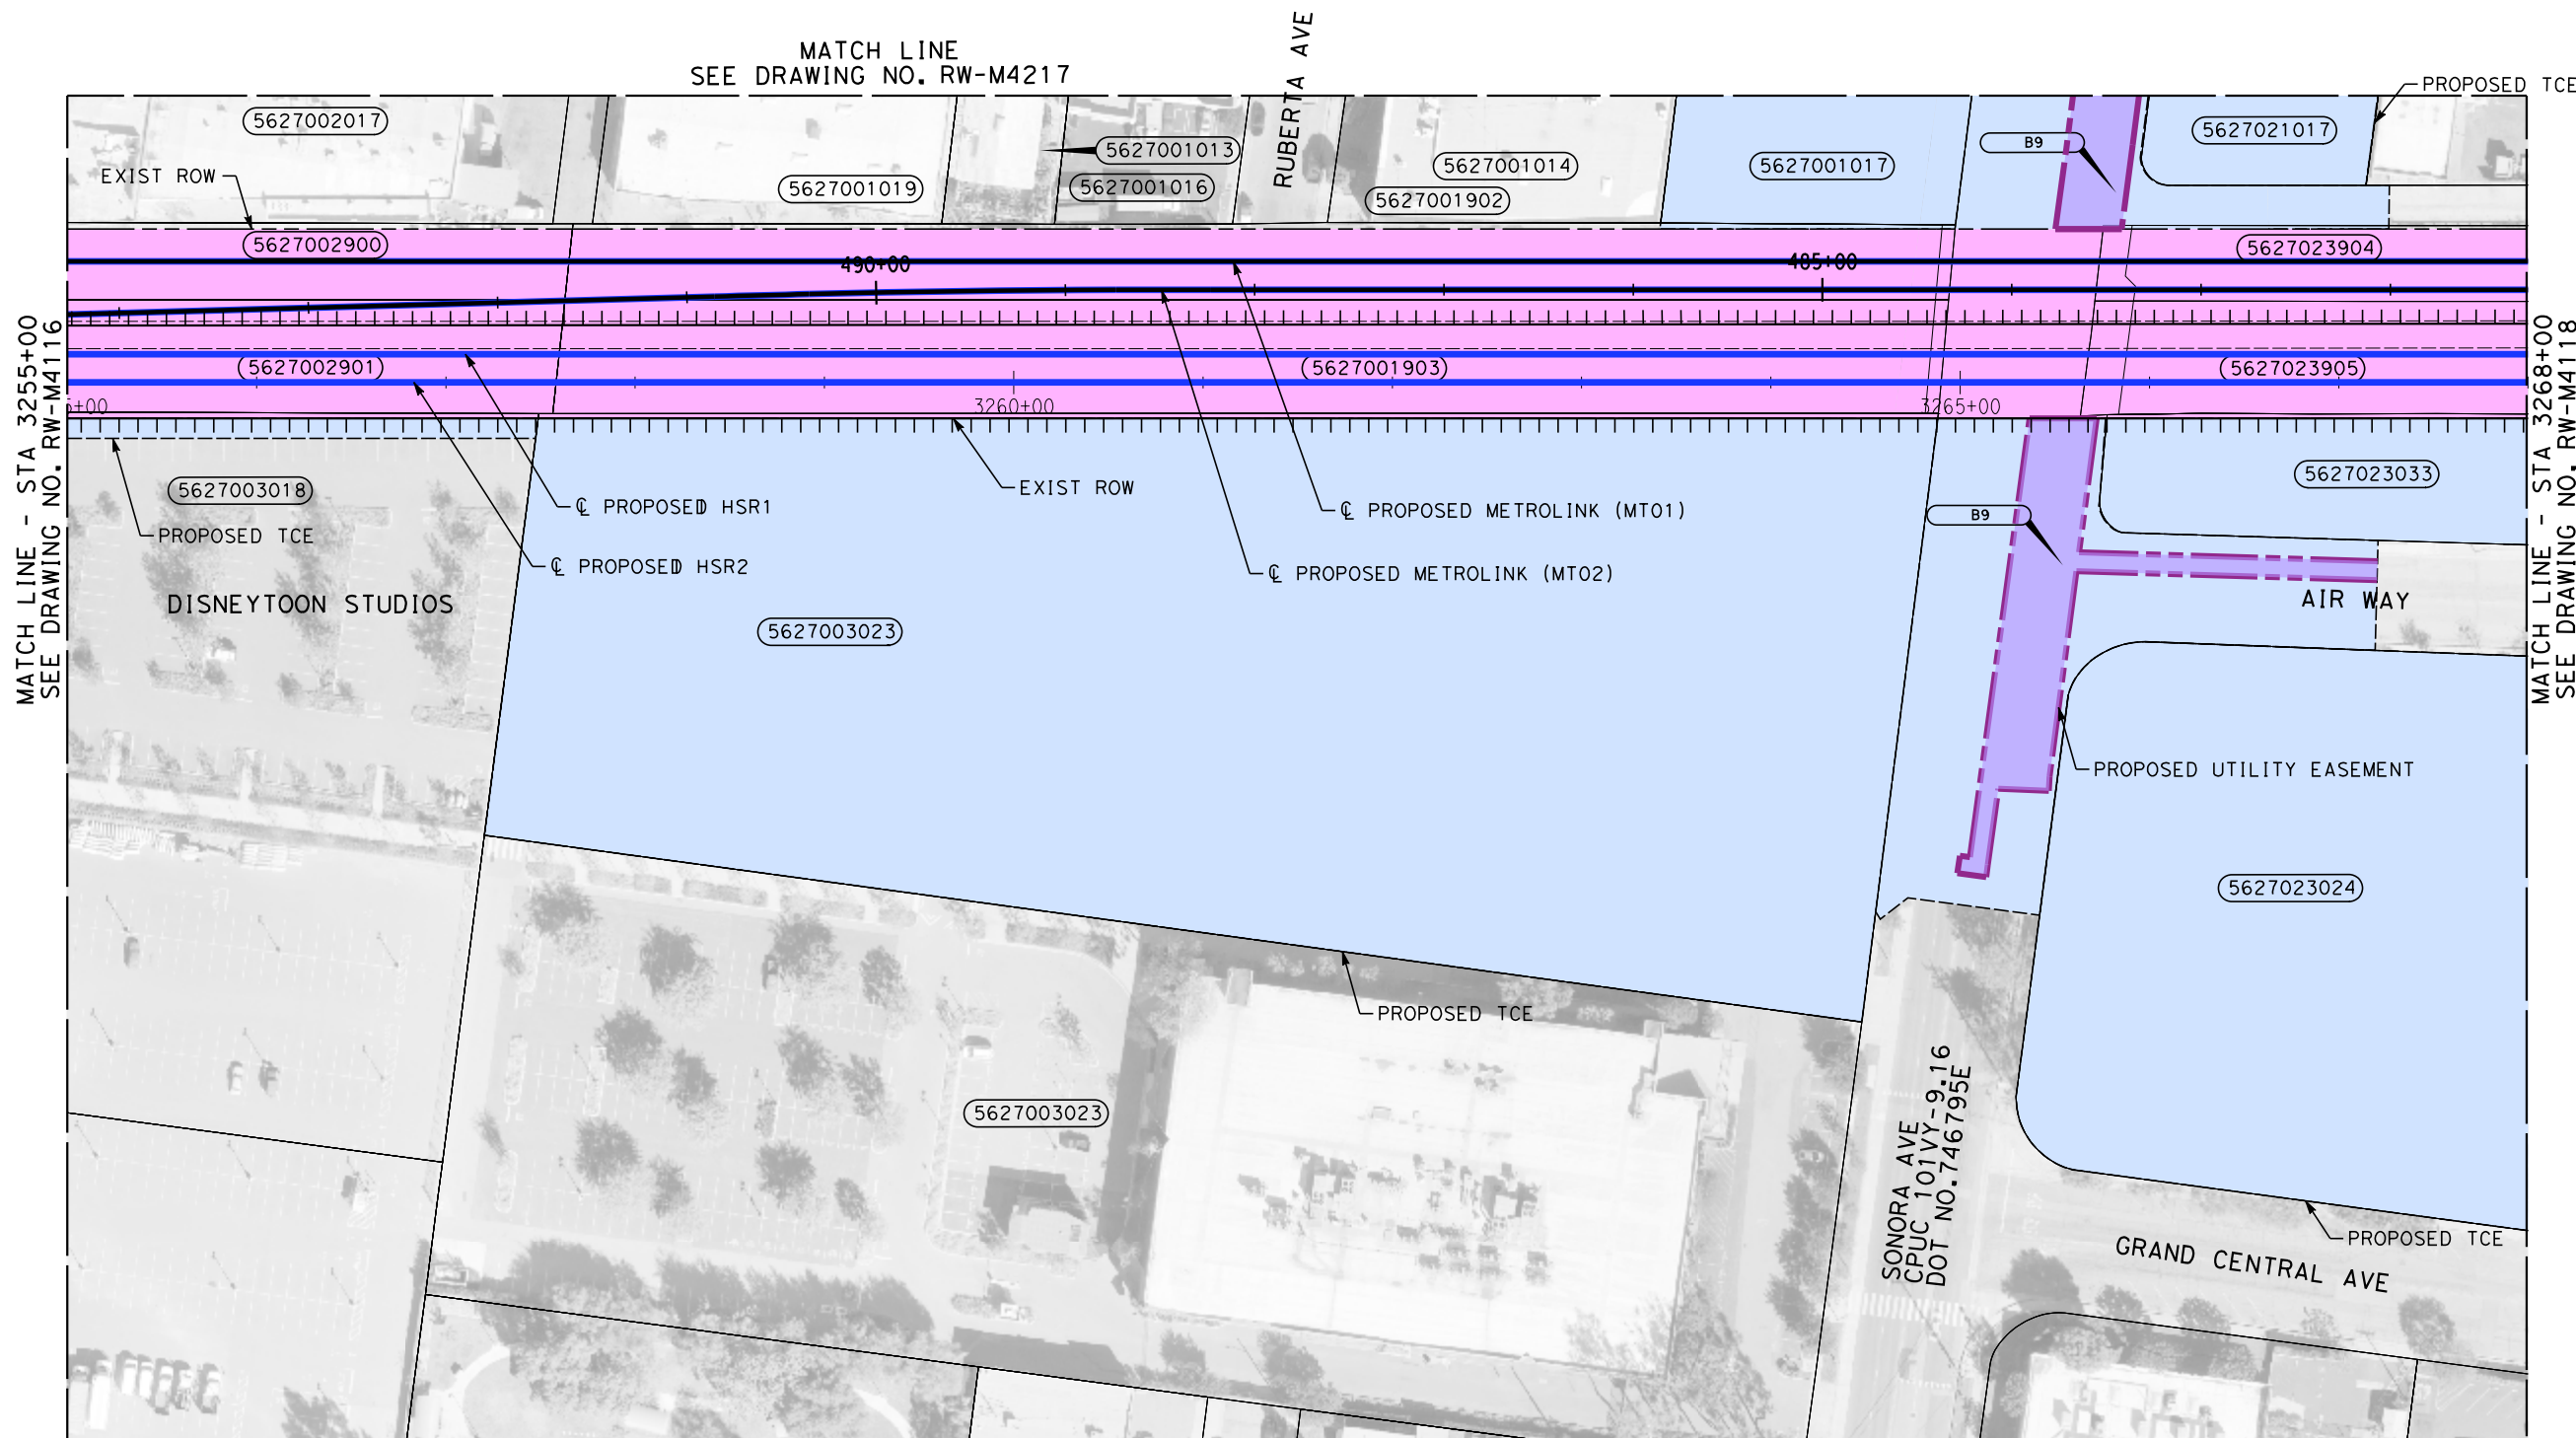 MATCH LINE
SEE DRAWING NO. RW-M4217
RUBERTA AVE
PROPOSED TCE
5627002017
5627001013
5627001016
5627001019
5627001014
5627001902
5627001017
B9
5627021017
EXIST ROW
5627002900
490+00
485+00
5627023904
5627002901
5627001903
5627023905
5+00
3260+00
3265+00
MATCH LINE - STA 3255+00
SEE DRAWING NO. RW-M4116
MATCH LINE - STA 3268+00
SEE DRAWING NO. RW-M4118
5627003018
PROPOSED TCE
℄ PROPOSED HSR1
EXIST ROW
℄ PROPOSED METROLINK (MT01)
5627023033
B9
℄ PROPOSED HSR2
℄ PROPOSED METROLINK (MT02)
DISNEYTOON STUDIOS
AIR WAY
5627003023
PROPOSED UTILITY EASEMENT
5627023024
PROPOSED TCE
5627003023
SONORA AVE
CPUC 101VY-9.16
DOT NO.746795E
PROPOSED TCE
GRAND CENTRAL AVE